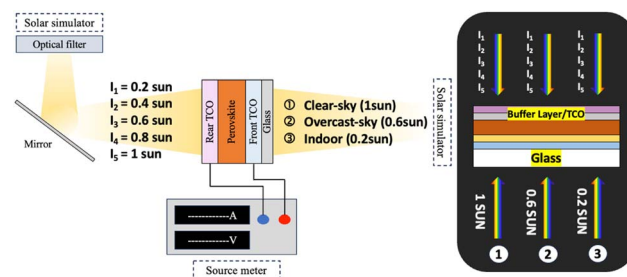 Solar simulator
Optical filter
Mirror
I₁ = 0.2 sun
I₂ = 0.4 sun
I₃ = 0.6 sun
I₄ = 0.8 sun
I₅ = 1 sun
Rear TCO
Perovskite
Front TCO
Glass
① Clear-sky (1sun)
② Overcast-sky (0.6sun)
③ Indoor (0.2sun)
Solar simulator
------------A
------------V
Source meter
I₁ I₁ I₁
I₂ I₂ I₂
I₃ I₃ I₃
I₄ I₄ I₄
I₅ I₅ I₅
Buffer Layer/TCO
Glass
1 SUN
0.6 SUN
0.2 SUN
1 2 3